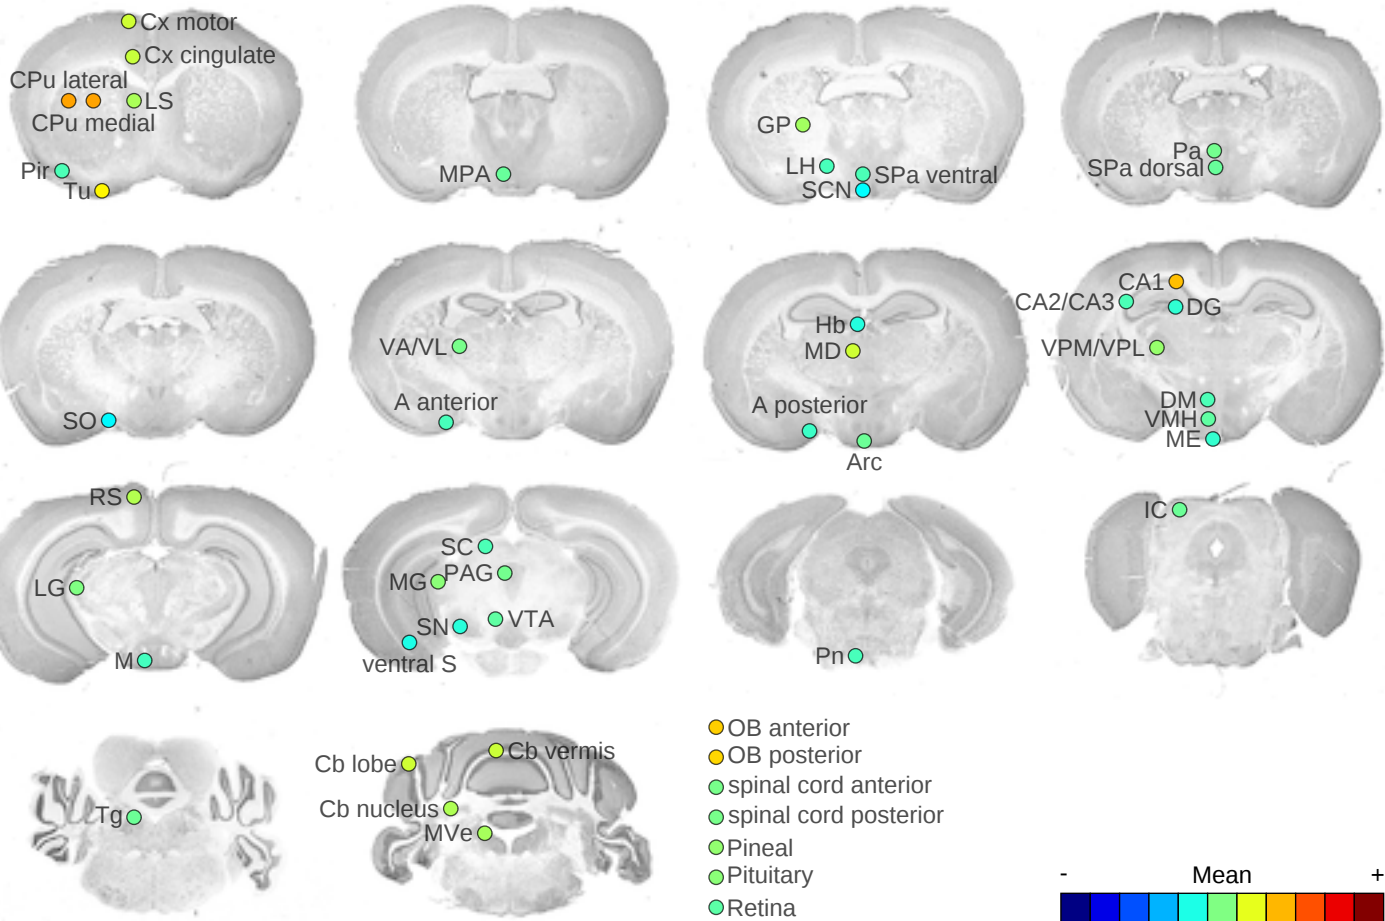 Cx motor
Cx cingulate
CPu lateral
LS
CPu medial
Pir
Tu
MPA
GP
LH
SPa ventral
SCN
Pa
SPa dorsal
SO
VA/VL
A anterior
Hb
MD
A posterior
Arc
CA1
CA2/CA3
DG
VPM/VPL
DM
VMH
ME
RS
LG
M
SC
MG
PAG
SN
VTA
ventral S
Pn
IC
Tg
Cb lobe
Cb vermis
Cb nucleus
MVe
OB anterior
OB posterior
spinal cord anterior
spinal cord posterior
Pineal
Pituitary
Retina
- Mean +